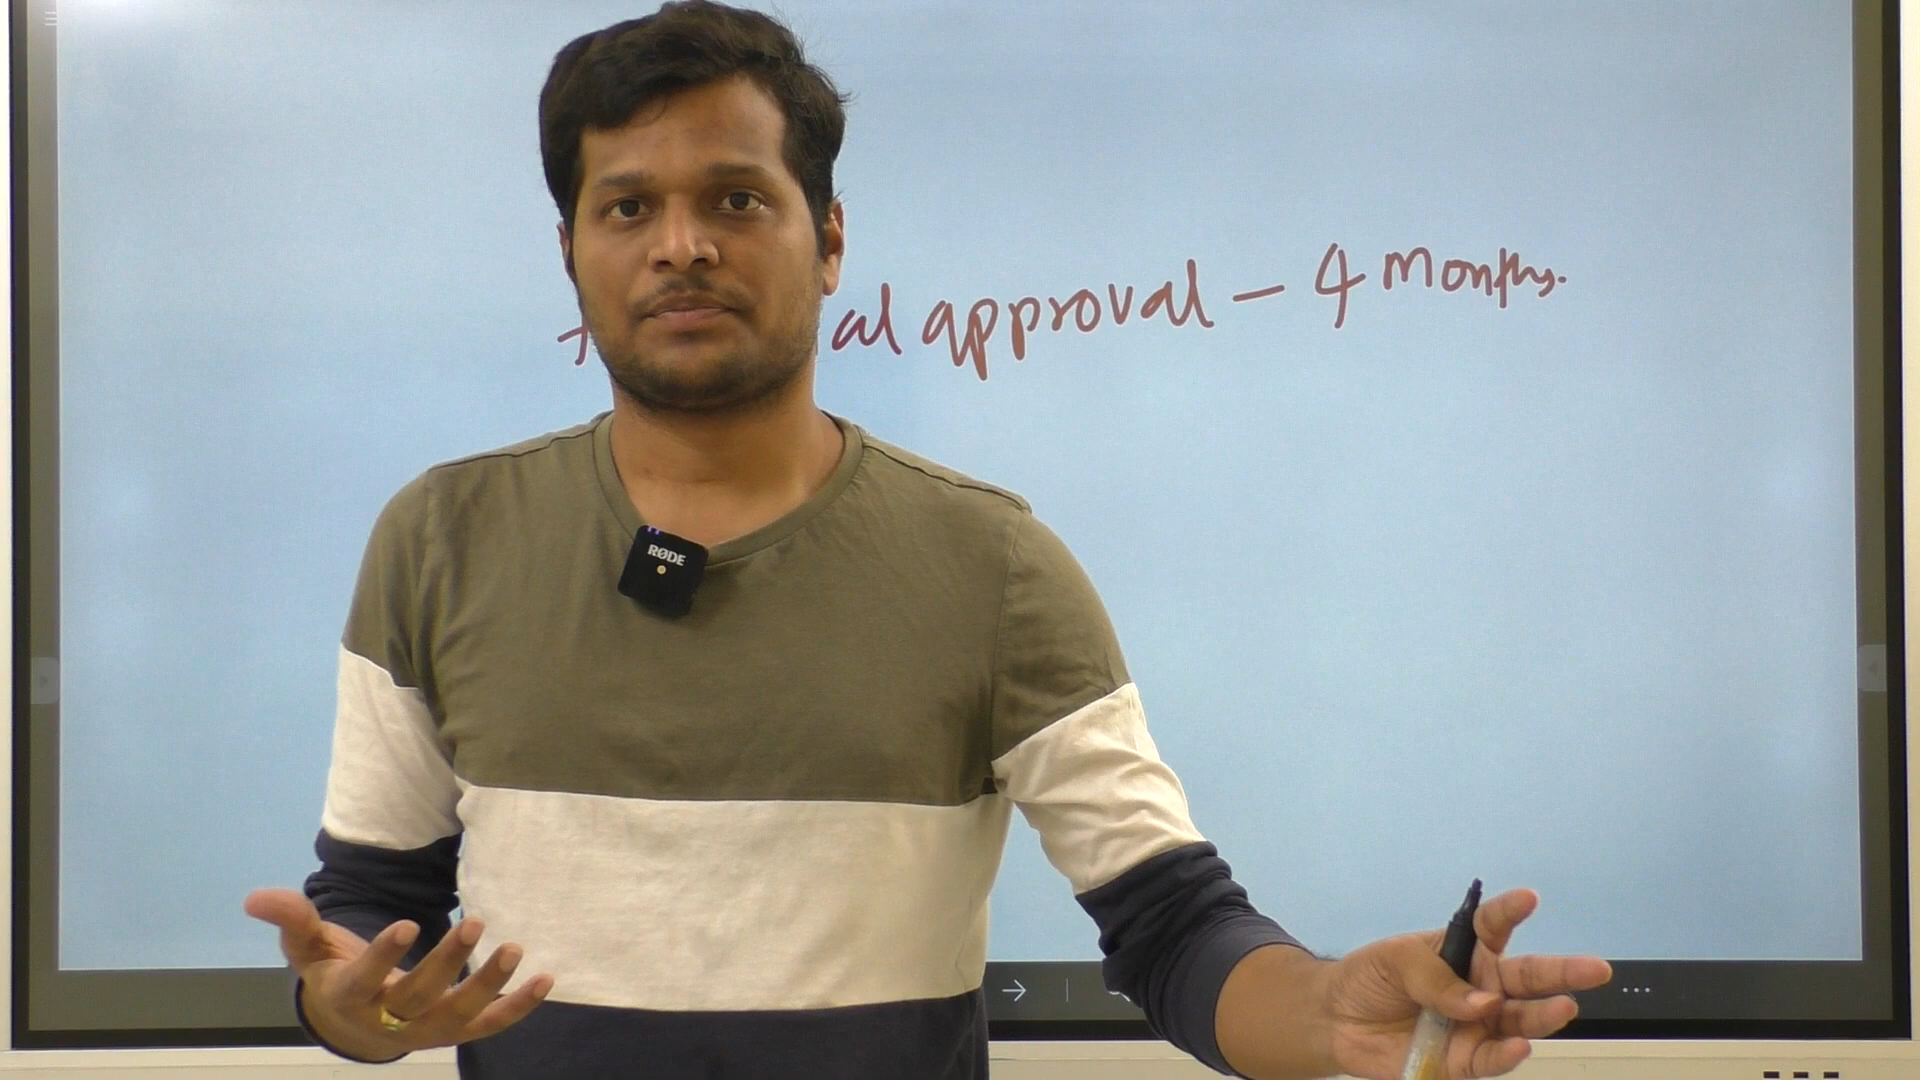 al approval – 4 months.
RØDE